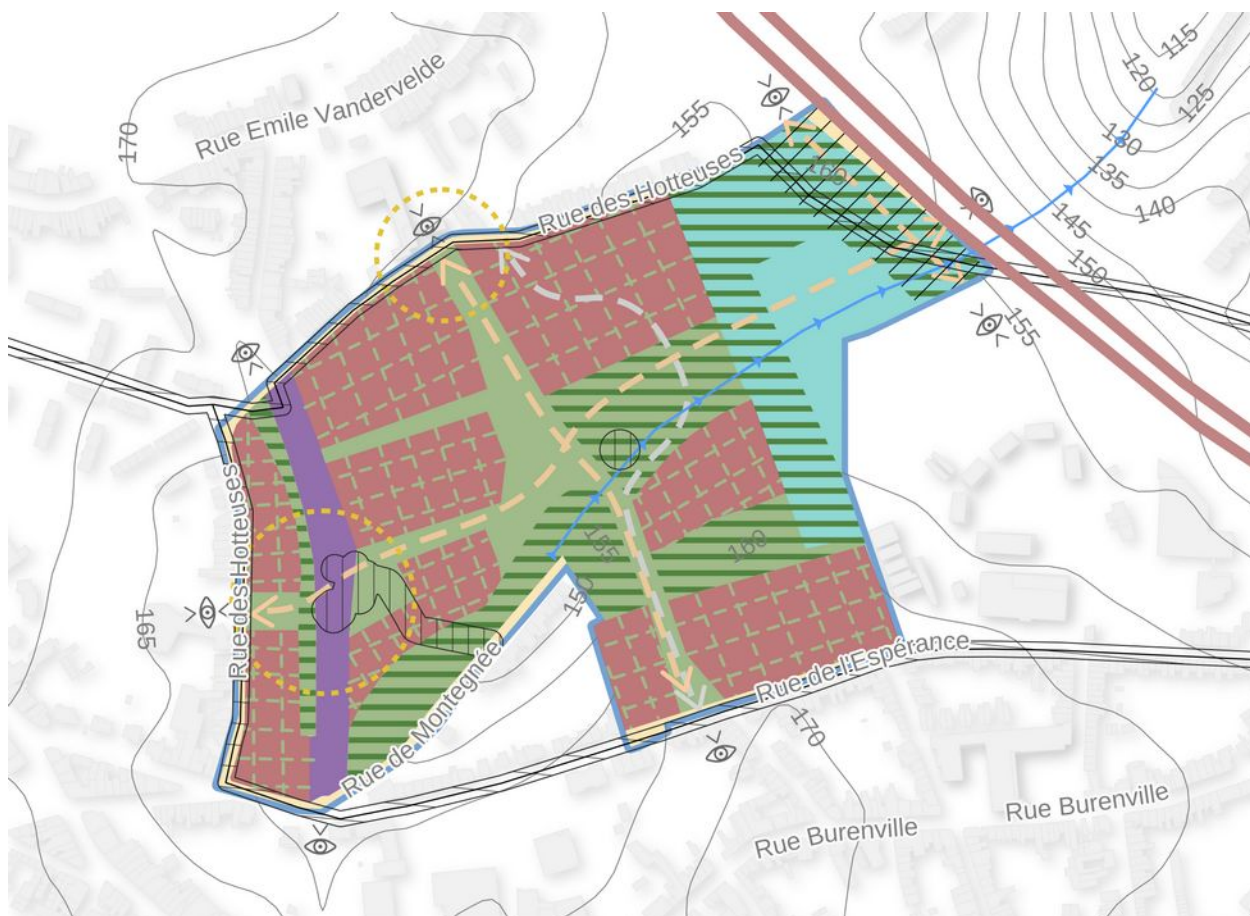 115
120
125
Rue Emile Vandervelde
170
155
130
135
160
140
Rue des Hotteuses
145
150
155
Rue des Hotteuses
155
160
150
165
Rue de l'Espérance
Rue de Montegnée
170
Rue Burenville
Rue Burenville